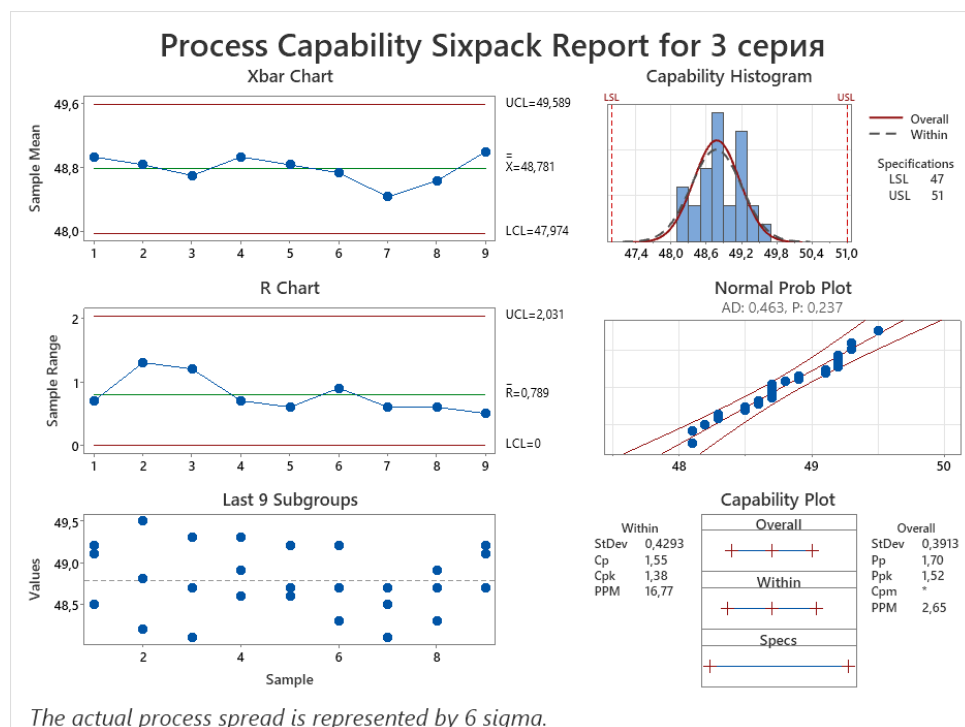 Process Capability Sixpack Report for 3 серия
Xbar Chart
Sample Mean
49,6
48,8
48,0
1 2 3 4 5 6 7 8 9
UCL=49,589
X=48,781
LCL=47,974
Capability Histogram
LSL USL
47,4 48,0 48,6 49,2 49,8 50,4 51,0
Overall
Within
Specifications
LSL 47
USL 51
R Chart
Sample Range
2
1
0
1 2 3 4 5 6 7 8 9
UCL=2,031
R=0,789
LCL=0
Normal Prob Plot
AD: 0,463, P: 0,237
48 49 50
Last 9 Subgroups
Values
49,5
49,0
48,5
2 4 6 8
Sample
Capability Plot
Within
StDev 0,4293
Cp 1,55
Cpk 1,38
PPM 16,77
Overall
Within
Specs
Overall
StDev 0,3913
Pp 1,70
Ppk 1,52
Cpm *
PPM 2,65
The actual process spread is represented by 6 sigma.